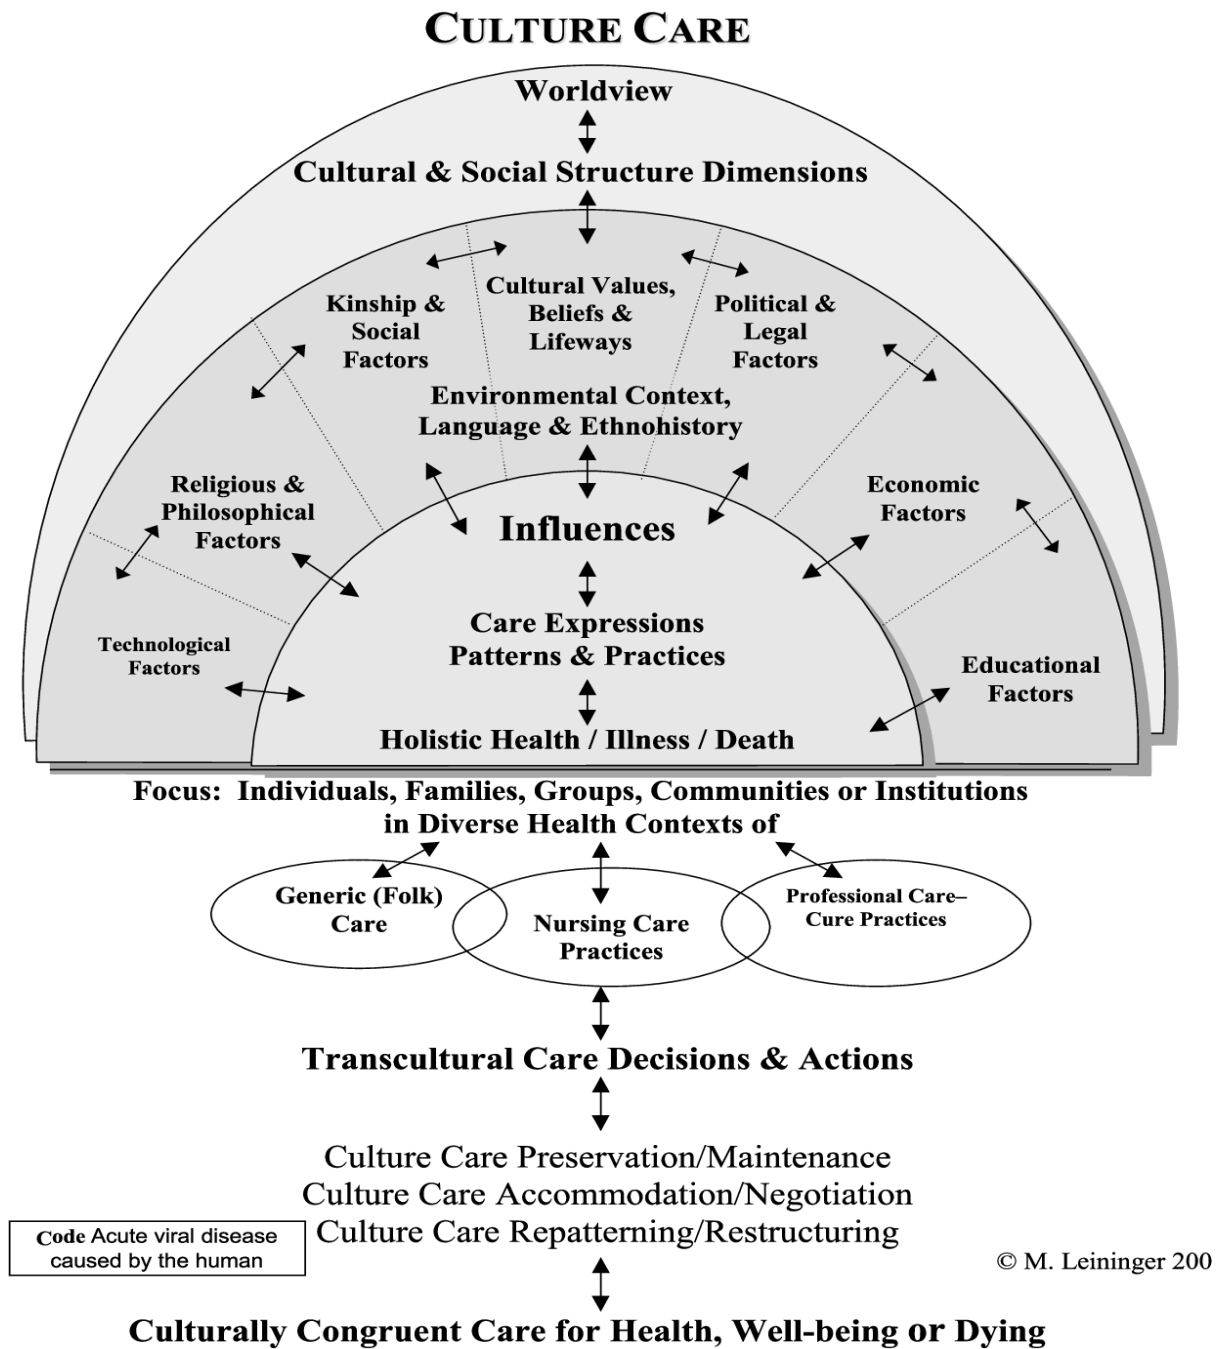 CULTURE CARE
Worldview
Cultural & Social Structure Dimensions
Kinship &
Social
Factors
Cultural Values,
Beliefs &
Lifeways
Political &
Legal
Factors
Environmental Context,
Language & Ethnohistory
Religious &
Philosophical
Factors
Economic
Factors
Influences
Technological
Factors
Care Expressions
Patterns & Practices
Educational
Factors
Holistic Health / Illness / Death
Focus: Individuals, Families, Groups, Communities or Institutions
in Diverse Health Contexts of
Generic (Folk)
Care
Nursing Care
Practices
Professional Care–
Cure Practices
Transcultural Care Decisions & Actions
Culture Care Preservation/Maintenance
Culture Care Accommodation/Negotiation
Culture Care Repatterning/Restructuring
Code Acute viral disease
caused by the human
© M. Leininger 200
Culturally Congruent Care for Health, Well-being or Dying